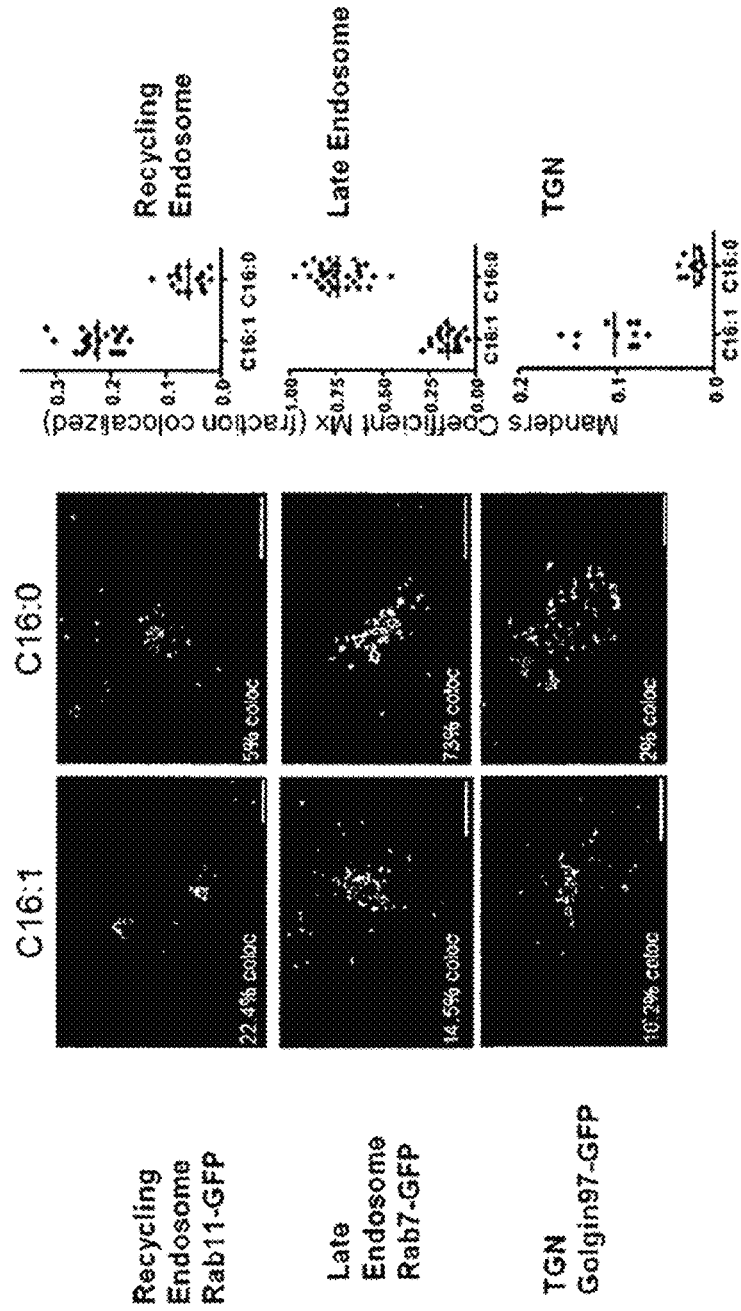 C16:1
C16:0
Recycling
Endosome
Rab11-GFP
22.4% coloc
5% coloc
Late
Endosome
Rab7-GFP
14.5% coloc
73% coloc
TGN
Golgin97-GFP
10.3% coloc
2% coloc
Manders Coefficient Mx (fraction colocalized)
0.3
0.2
0.1
0.0
C16:1 C16:0
Recycling
Endosome
1.00
0.75
0.50
0.25
0.00
C16:1 C16:0
Late Endosome
0.2
0.1
0.0
C16:1 C16:0
TGN